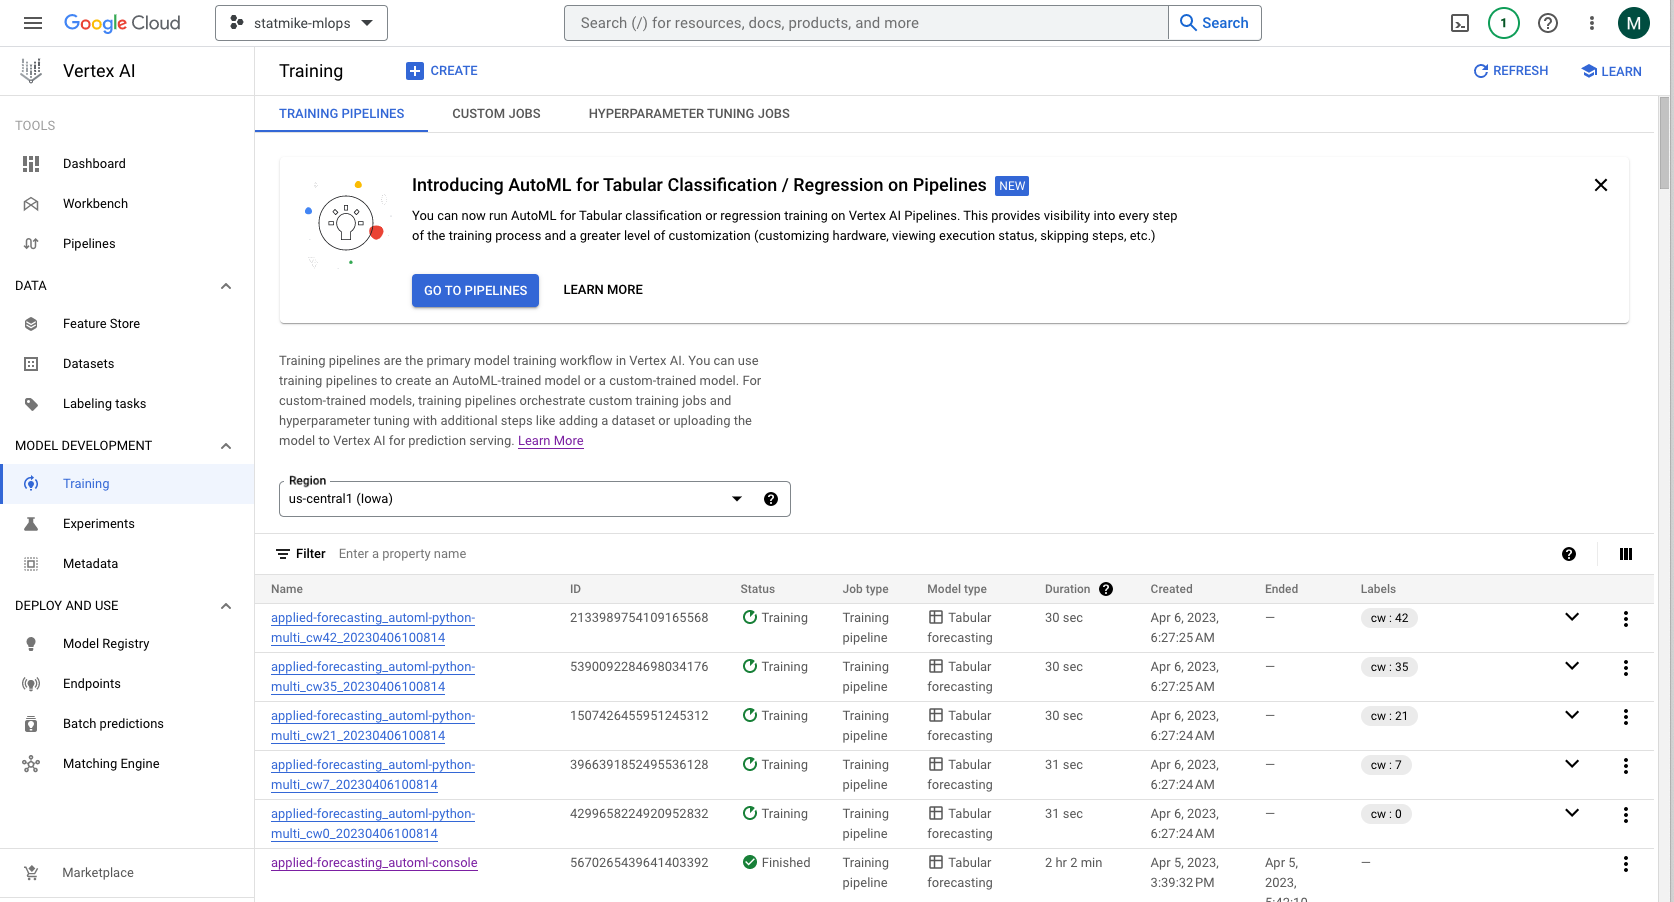 Google Cloud
statmike-mlops
Search (/) for resources, docs, products, and more
Search
1
M
Vertex AI
Training
CREATE
REFRESH
LEARN
TOOLS
Dashboard
Workbench
Pipelines
DATA
Feature Store
Datasets
Labeling tasks
MODEL DEVELOPMENT
Training
Experiments
Metadata
DEPLOY AND USE
Model Registry
Endpoints
Batch predictions
Matching Engine
Marketplace
TRAINING PIPELINES CUSTOM JOBS HYPERPARAMETER TUNING JOBS
Introducing AutoML for Tabular Classification / Regression on Pipelines NEW
You can now run AutoML for Tabular classification or regression training on Vertex AI Pipelines. This provides visibility into every step
of the training process and a greater level of customization (customizing hardware, viewing execution status, skipping steps, etc.)
GO TO PIPELINES LEARN MORE
Training pipelines are the primary model training workflow in Vertex AI. You can use
training pipelines to create an AutoML-trained model or a custom-trained model. For
custom-trained models, training pipelines orchestrate custom training jobs and
hyperparameter tuning with additional steps like adding a dataset or uploading the
model to Vertex AI for prediction serving. Learn More
Region
us-central1 (Iowa)
Filter Enter a property name
Name ID Status Job type Model type Duration Created Ended Labels
applied-forecasting_automl-python- 2133989754109165568 Training Training Tabular 30 sec Apr 6, 2023, — cw : 42
multi_cw42_20230406100814 pipeline forecasting 6:27:25 AM
applied-forecasting_automl-python- 5390092284698034176 Training Training Tabular 30 sec Apr 6, 2023, — cw : 35
multi_cw35_20230406100814 pipeline forecasting 6:27:25 AM
applied-forecasting_automl-python- 1507426455951245312 Training Training Tabular 30 sec Apr 6, 2023, — cw : 21
multi_cw21_20230406100814 pipeline forecasting 6:27:24 AM
applied-forecasting_automl-python- 3966391852495536128 Training Training Tabular 31 sec Apr 6, 2023, — cw : 7
multi_cw7_20230406100814 pipeline forecasting 6:27:24 AM
applied-forecasting_automl-python- 4299658224920952832 Training Training Tabular 31 sec Apr 6, 2023, — cw : 0
multi_cw0_20230406100814 pipeline forecasting 6:27:24 AM
applied-forecasting_automl-console 5670265439641403392 Finished Training Tabular 2 hr 2 min Apr 5, 2023, Apr 5, —
pipeline forecasting 3:39:32 PM 2023,